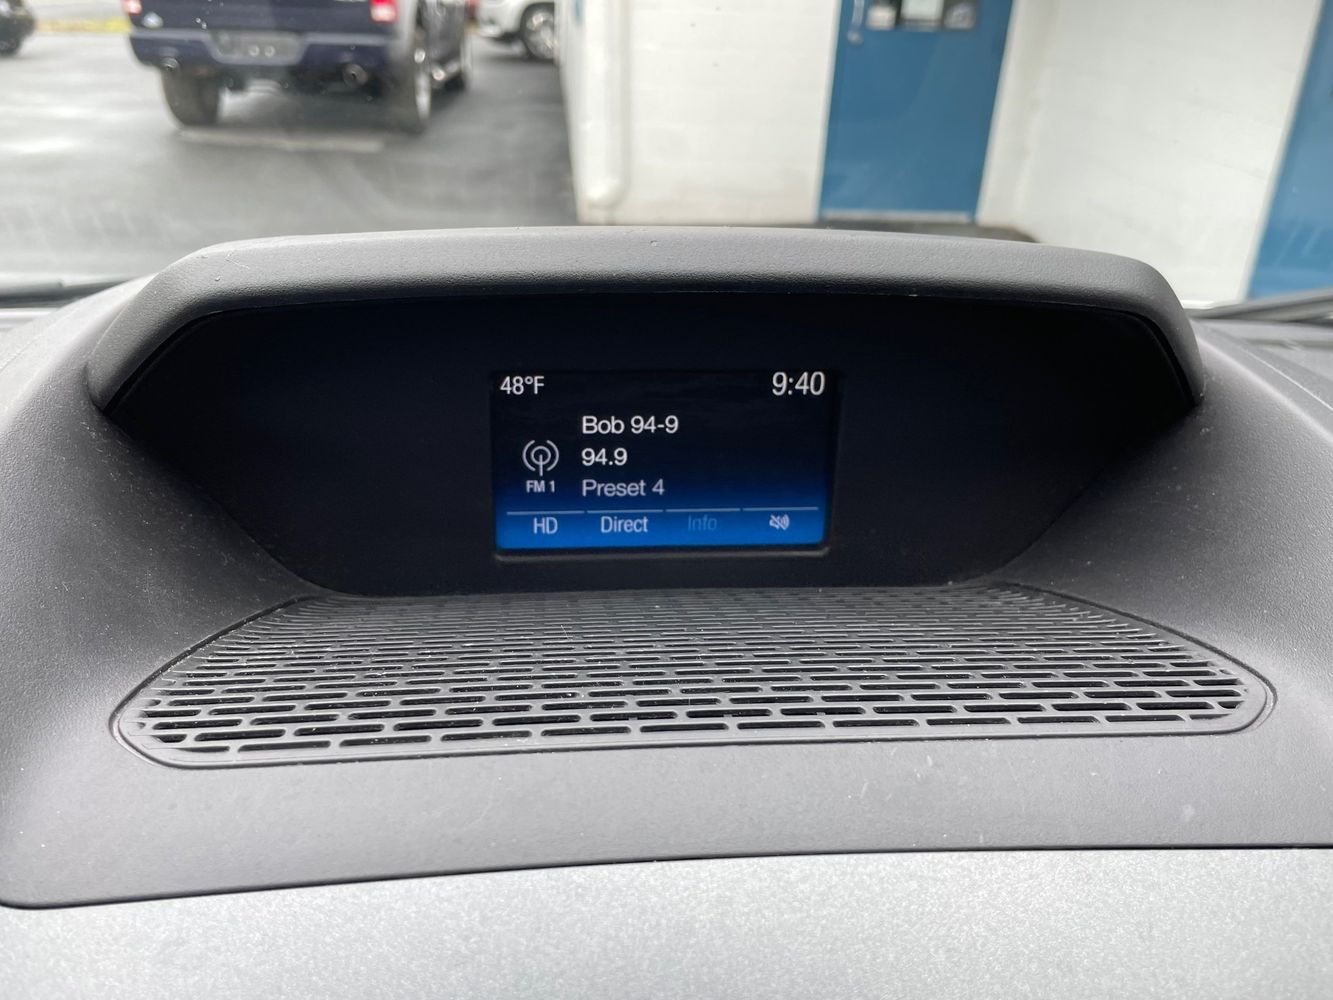 48°F 9:40
Bob 94-9
94.9
FM 1 Preset 4
HD Direct Info